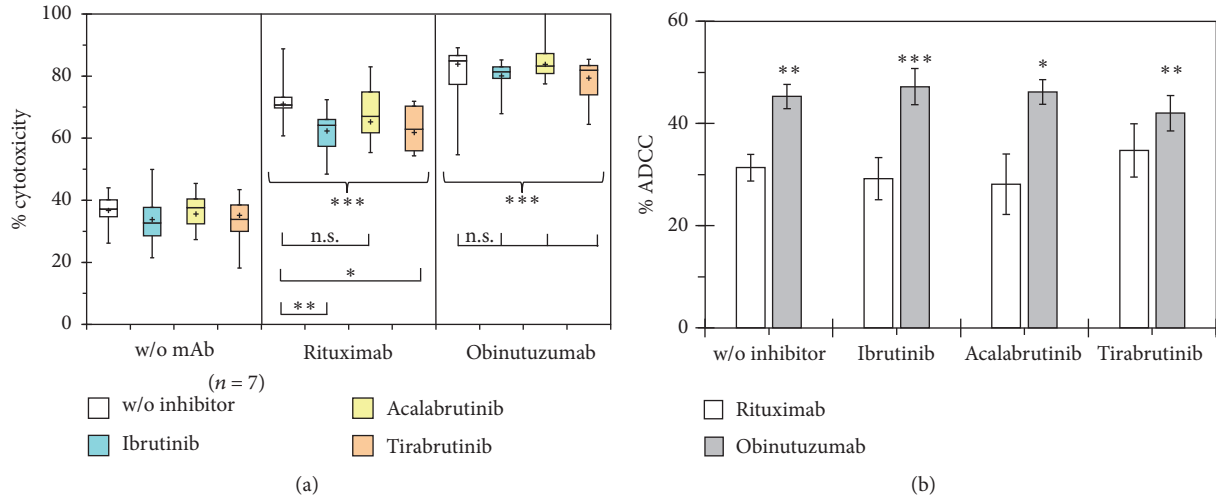 100
80
60
40
20
0
% cytotoxicity
***
***
n.s.
n.s.
*
**
w/o mAb
Rituximab
Obinutuzumab
(n = 7)
w/o inhibitor
Acalabrutinib
Ibrutinib
Tirabrutinib
(a)
60
40
20
0
% ADCC
**
***
*
**
w/o inhibitor
Ibrutinib
Acalabrutinib
Tirabrutinib
Rituximab
Obinutuzumab
(b)